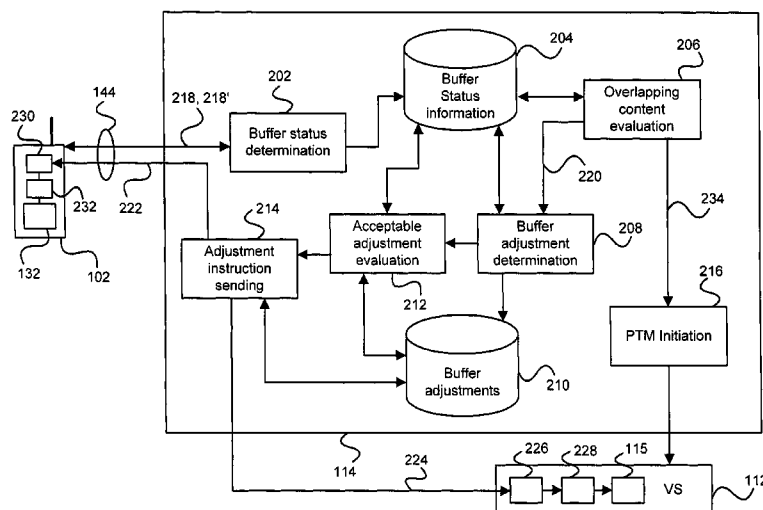 204
206
202
Buffer
Status
information
Overlapping
content
evaluation
144
218, 218'
230
Buffer status
determination
220
222
234
232
214
Acceptable
adjustment
evaluation
Buffer
adjustment
determination
208
216
Adjustment
instruction
sending
132
102
212
PTM Initiation
Buffer
adjustments
210
114
224
226
228
115
VS
112